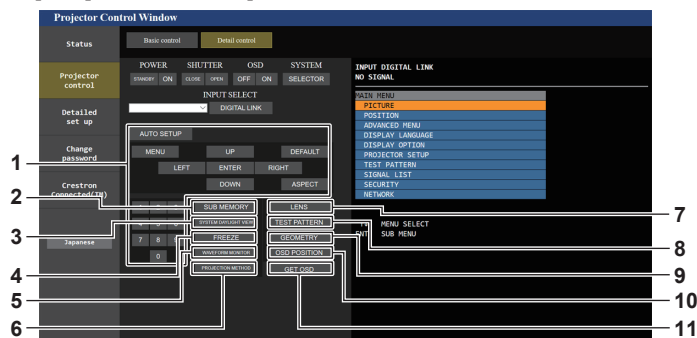 Projector Control Window
Status
Basic control
Detail control
POWER SHUTTER OSD SYSTEM
STANDBY ON CLOSE OPEN OFF ON SELECTOR
INPUT SELECT
DIGITAL LINK
Projector
control
Detailed
set up
Change
password
Crestron
Connected(TM)
Japanese
AUTO SETUP
MENU UP DEFAULT
LEFT ENTER RIGHT
DOWN ASPECT
SUB MEMORY LENS
SYSTEM DAYLIGHT VIEW TEST PATTERN
7 8 FREEZE GEOMETRY
WAVEFORM MONITOR OSD POSITION
0
PROJECTION METHOD GET OSD
INPUT DIGITAL LINK
NO SIGNAL
MAIN MENU
PICTURE
POSITION
ADVANCED MENU
DISPLAY LANGUAGE
DISPLAY OPTION
PROJECTOR SETUP
TEST PATTERN
SIGNAL LIST
SECURITY
NETWORK
MENU SELECT
SUB MENU
1
2
3
4
5
6
7
8
9
10
11